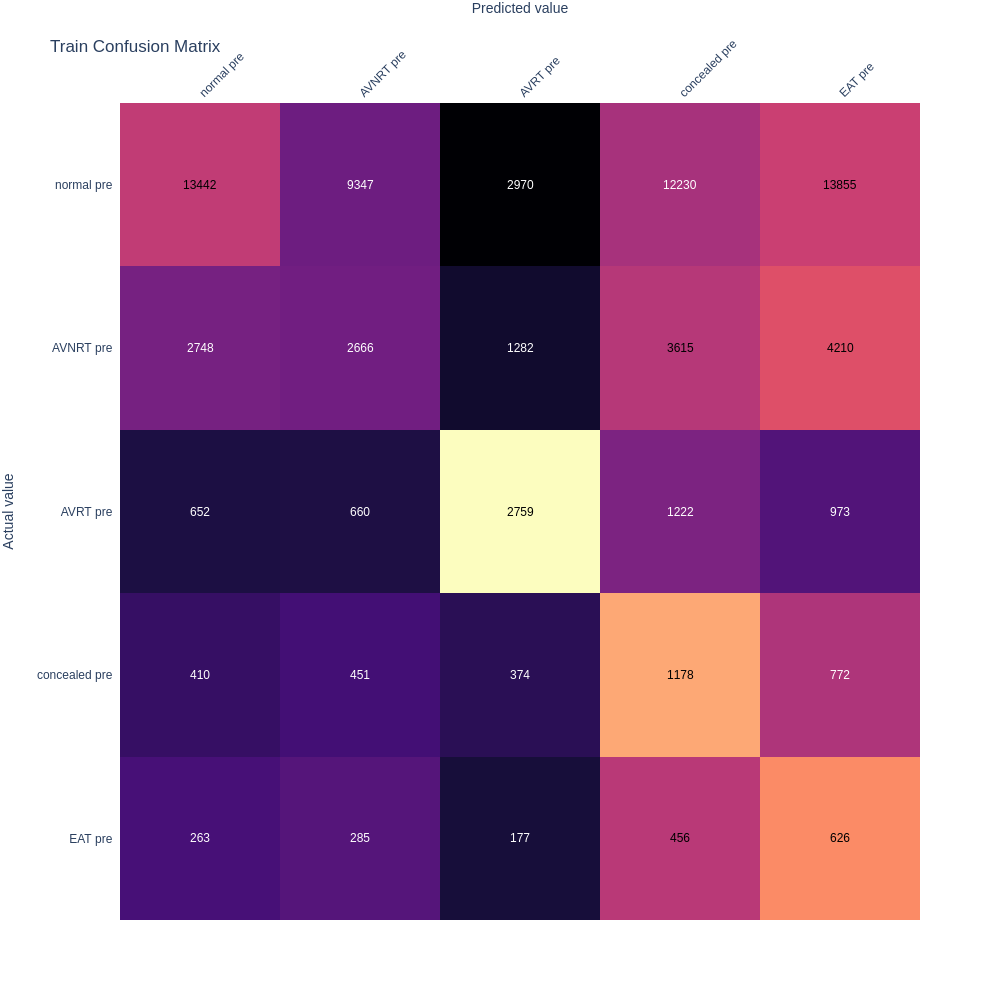 Predicted value
Train Confusion Matrix
normal pre AVNRT pre AVRT pre concealed pre EAT pre
normal pre 13442 9347 2970 12230 13855
AVNRT pre 2748 2666 1282 3615 4210
Actual value
AVRT pre 652 660 2759 1222 973
concealed pre 410 451 374 1178 772
EAT pre 263 285 177 456 626